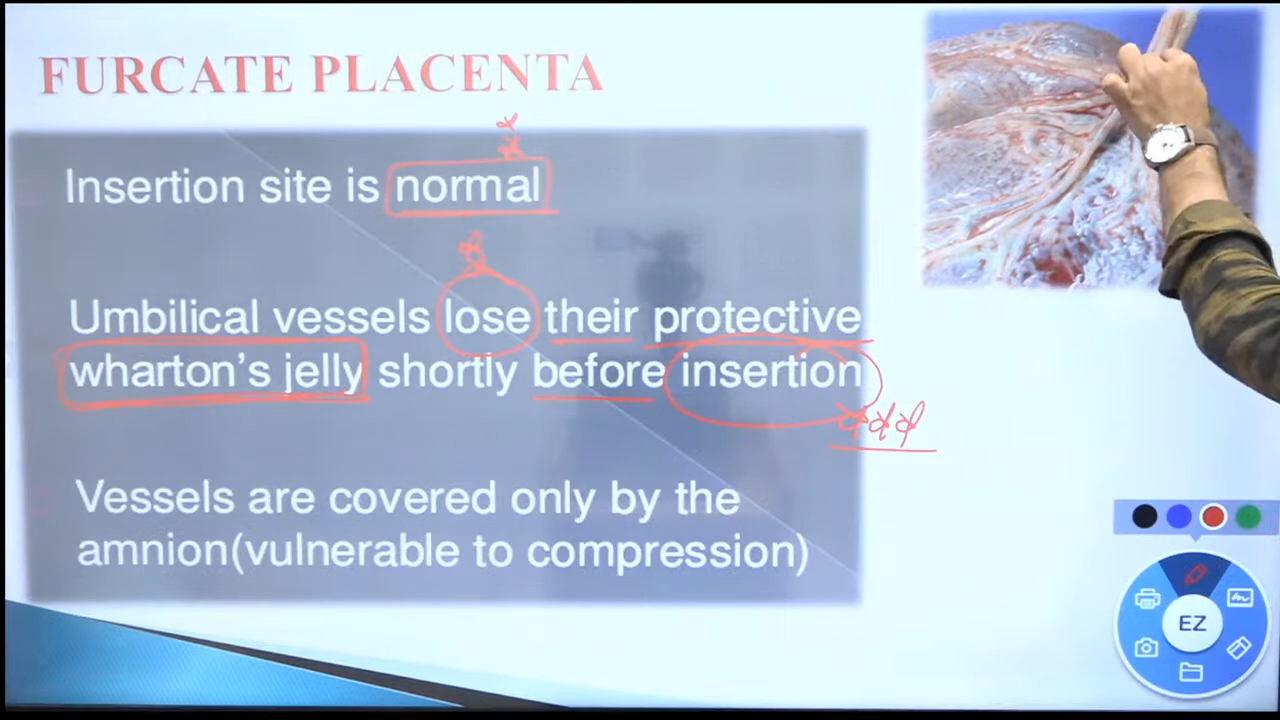 FURCATE PLACENTA
Insertion site is normal
Umbilical vessels lose their protective
wharton's jelly shortly before insertion
Vessels are covered only by the
amnion(vulnerable to compression)
EZ